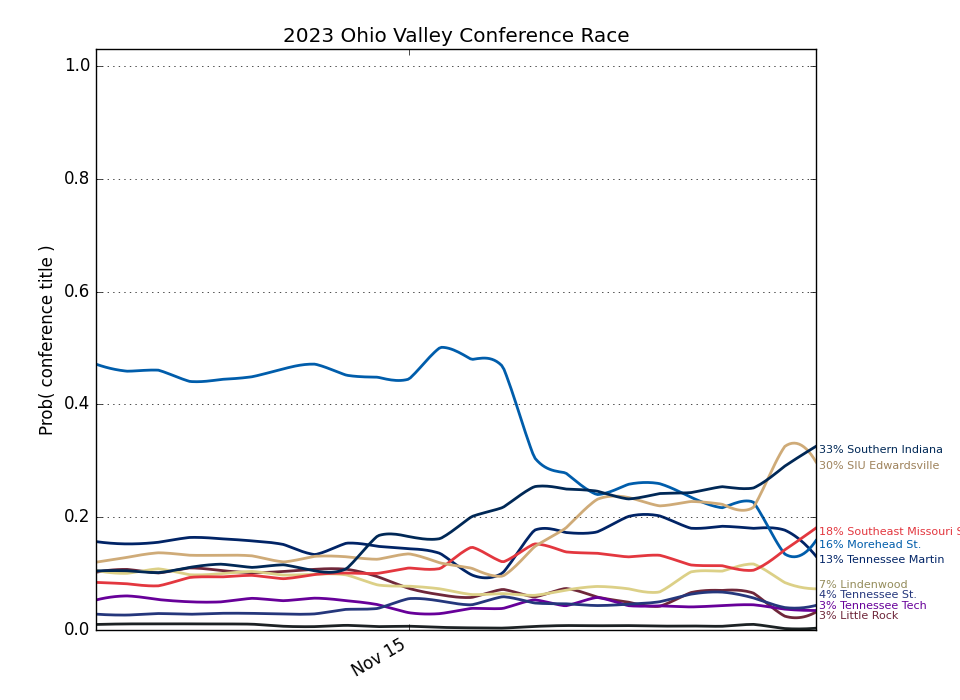 2023 Ohio Valley Conference Race
Prob( conference title )
1.0
0.8
0.6
0.4
0.2
0.0
Nov 15
33% Southern Indiana
30% SIU Edwardsville
18% Southeast Missouri S
16% Morehead St.
13% Tennessee Martin
7% Lindenwood
4% Tennessee St.
3% Tennessee Tech
3% Little Rock